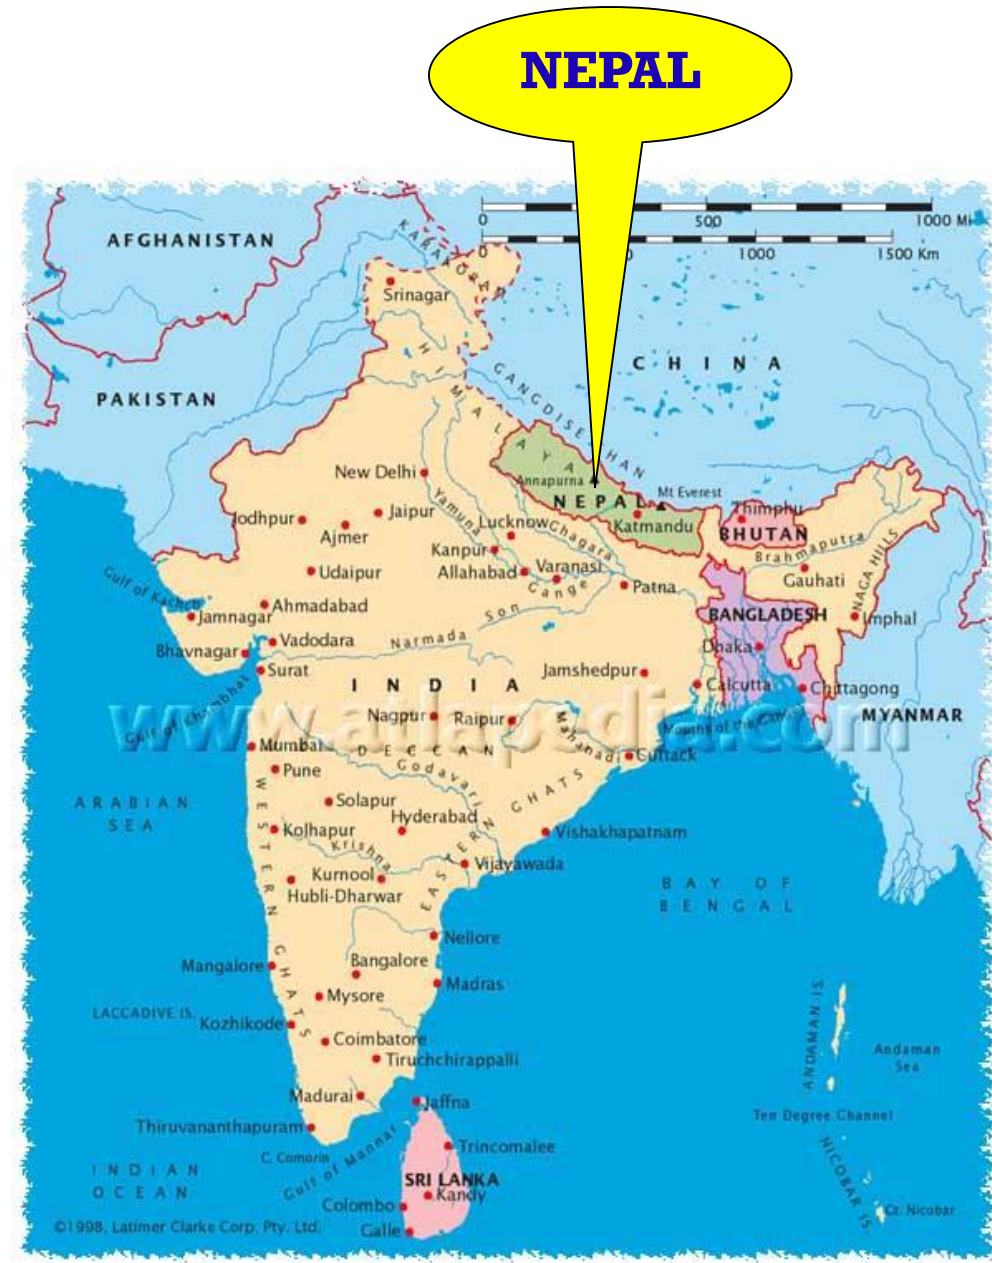 NEPAL
0 500 1000 Mi
0 1000 1500 Km
AFGHANISTAN
KARAKORAM
Srinagar
CHINA
HIMALAYA
GANGDISE
HAN
PAKISTAN
New Delhi
Annapurna
NEPAL
Mt Everest
Yamuna
Jodhpur
Jaipur
Ajmer
Lucknow
Ghagara
Katmandu
Thimphu
BHUTAN
Kanpur
Brahmaputra
Udaipur
Allahabad
Varanasi
Gange
Patna
Gauhati
NAGA HILLS
Gulf of Kachch
Jamnagar
Ahmadabad
Son
BANGLADESH
Imphal
Bhavnagar
Vadodara
Narmada
Dhaka
Surat
Jamshedpur
Calcutta
Chittagong
INDIA
Gulf of Khambhat
Nagpur
Raipur
Mahanadi
Mouths of the Ganges
MYANMAR
www.atlapedia.com
Mumbai
DECCAN
Cuttack
Pune
Godavari
ARABIAN
SEA
Solapur
Hyderabad
EASTERN GHATS
Kolhapur
Vishakhapatnam
WESTERN GHATS
Krishna
Vijayawada
Kurnool
Hubli-Dharwar
BAY OF
BENGAL
Nellore
Mangalore
Bangalore
Madras
Mysore
LACCADIVE IS.
Kozhikode
Coimbatore
Tiruchchirappalli
ANDAMAN IS.
Andaman
Sea
Madurai
Jaffna
Ten Degree Channel
Thiruvananthapuram
C. Comorin
Gulf of Mannar
Trincomalee
NICOBAR IS.
INDIAN
OCEAN
SRI LANKA
Kandy
Colombo
Gt. Nicobar
©1998, Latimer Clarke Corp. Pty. Ltd.
Galle